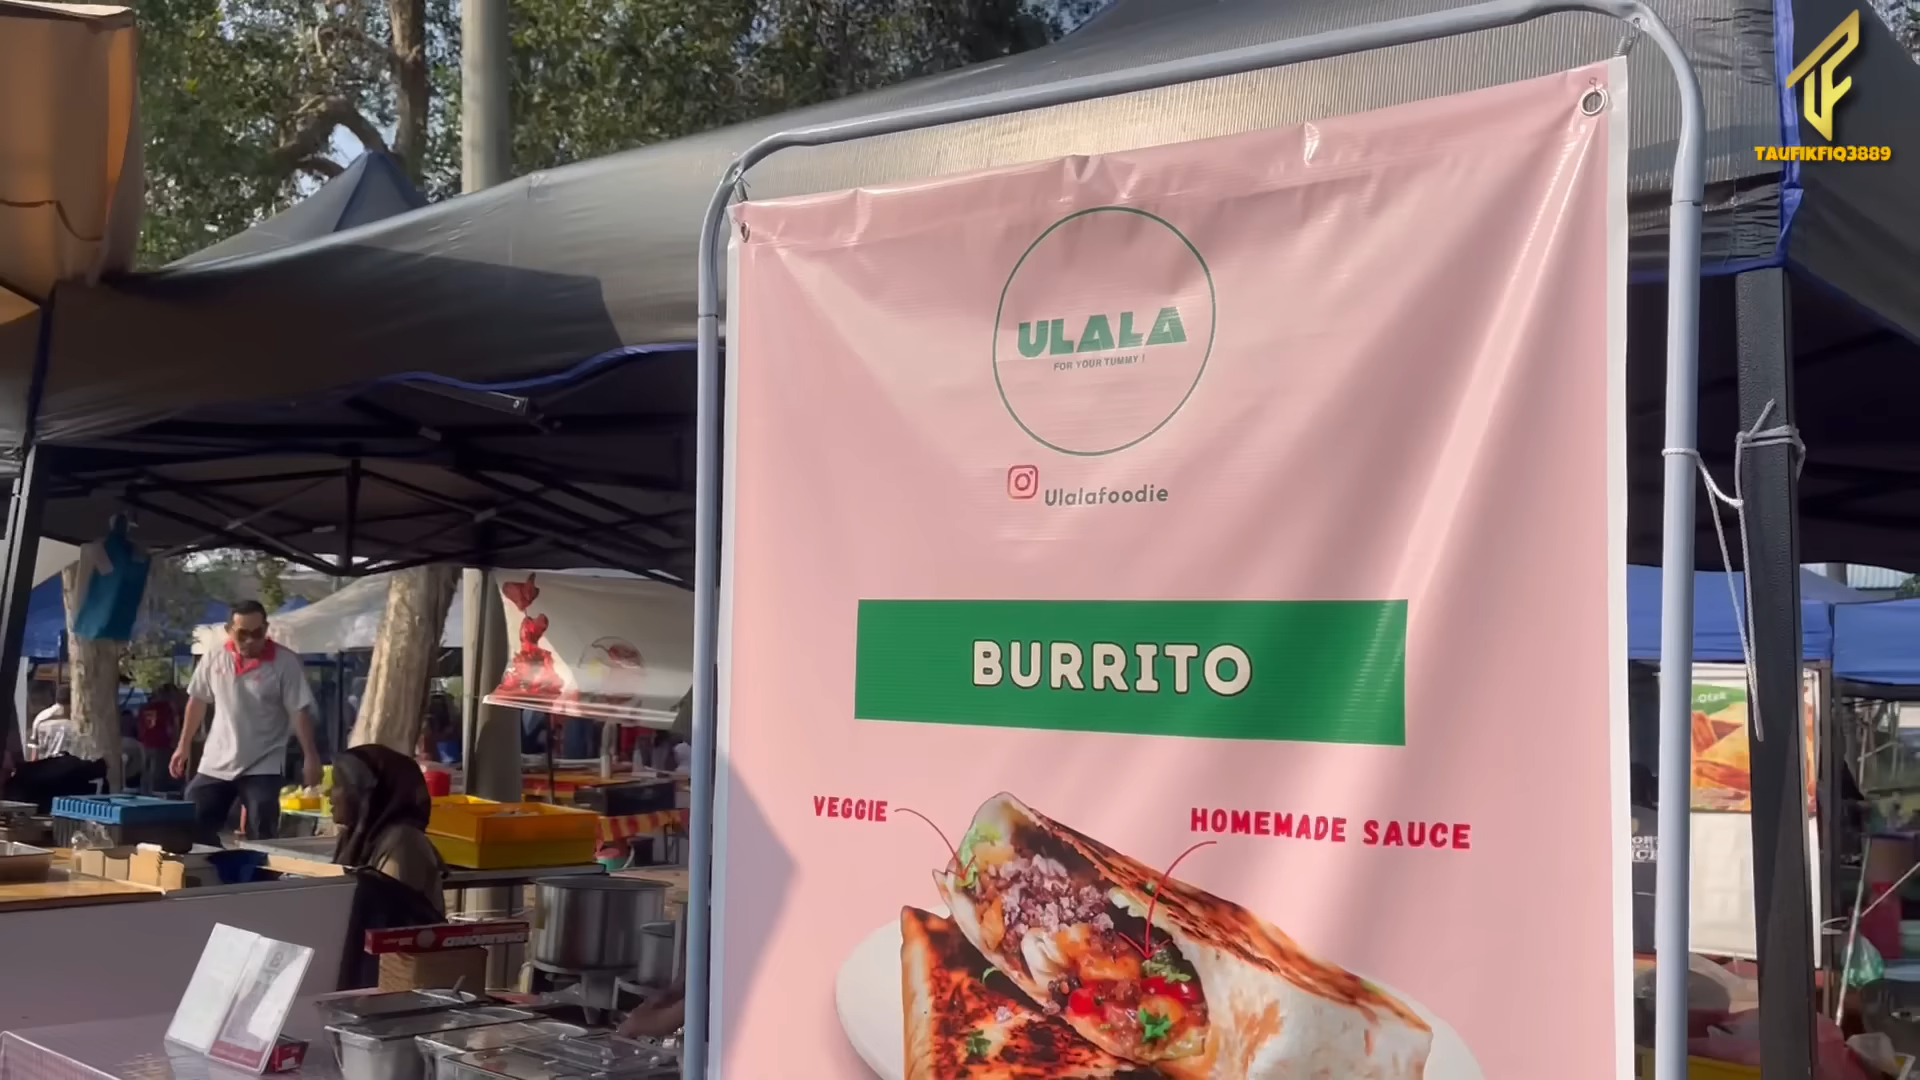 TAUFIKFIQ3889
ULALA
FOR YOUR TUMMY !
Ulalafoodie
BURRITO
VEGGIE
HOMEMADE SAUCE